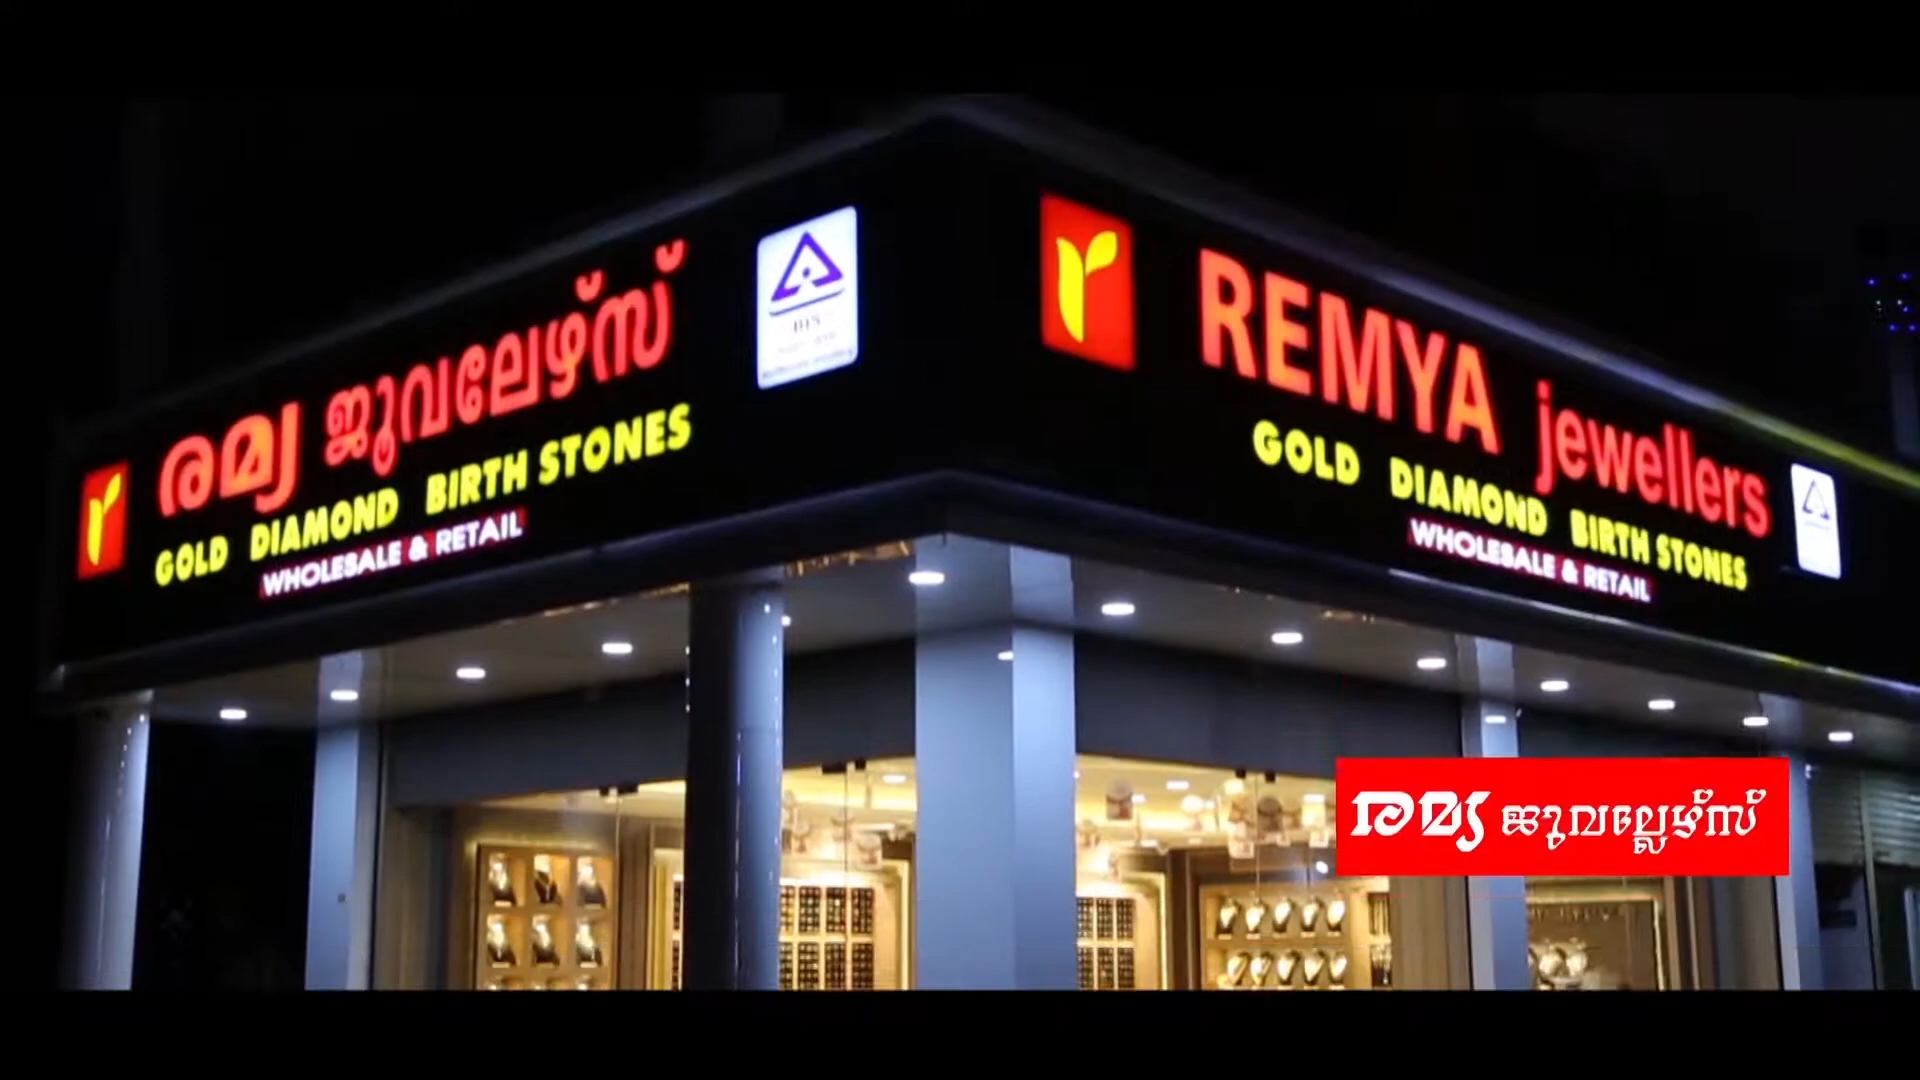 രമ്യ ജൂവലേഴ്സ്
GOLD DIAMOND BIRTH STONES
WHOLESALE & RETAIL
BIS
REMYA jewellers
GOLD DIAMOND BIRTH STONES
WHOLESALE & RETAIL
രമ്യ ജുവല്ലേഴ്സ്